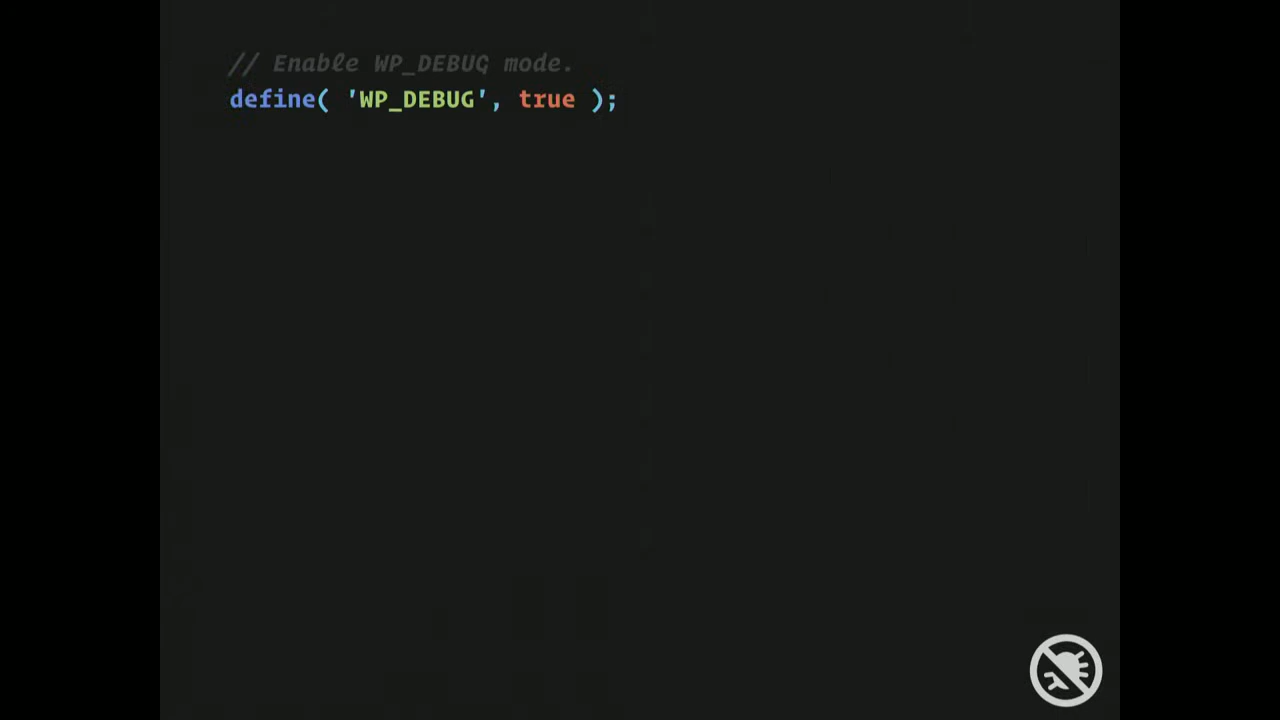 // Enable WP_DEBUG mode.
define( 'WP_DEBUG', true );